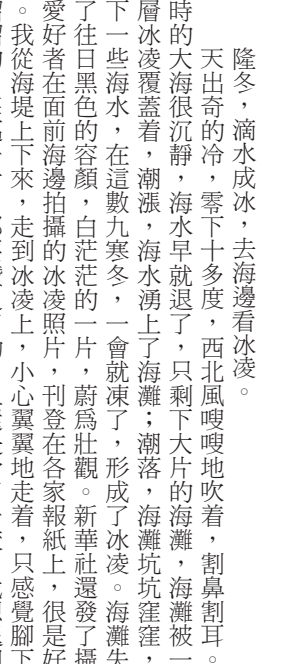 隆冬，滴水成冰，去海邊看冰凌。
天出奇的冷，零下十多度，西北風嗖嗖地吹着，割鼻割耳。
時的大海很沉靜，海水早就退了，只剩下大片的海灘，海灘被一
層冰凌覆蓋着，潮漲，海水湧上了海灘；潮落，海灘坑坑窪窪，
下一些海水，在這數九寒冬，一會就凍了，形成了冰凌。海灘失
了往日黑色的容顏，白茫茫的一片，蔚爲壯觀。新華社還發了攝
愛好者在面前海邊拍攝的冰凌照片，刊登在各家報紙上，很是好
。我從海堤上下來，走到冰凌上，小心翼翼地走着，只感覺腳下